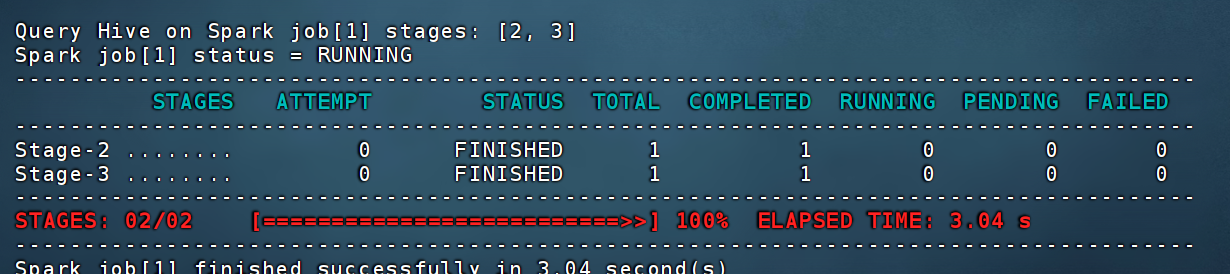 Query Hive on Spark job[1] stages: [2, 3]
Spark job[1] status = RUNNING
--------------------------------------------------------------------------------------
          STAGES   ATTEMPT        STATUS  TOTAL  COMPLETED  RUNNING  PENDING  FAILED
--------------------------------------------------------------------------------------
Stage-2 ........         0      FINISHED      1          1        0        0       0
Stage-3 ........         0      FINISHED      1          1        0        0       0
--------------------------------------------------------------------------------------
STAGES: 02/02    [==========================>>] 100%  ELAPSED TIME: 3.04 s
--------------------------------------------------------------------------------------
Spark job[1] finished successfully in 3.04 second(s)